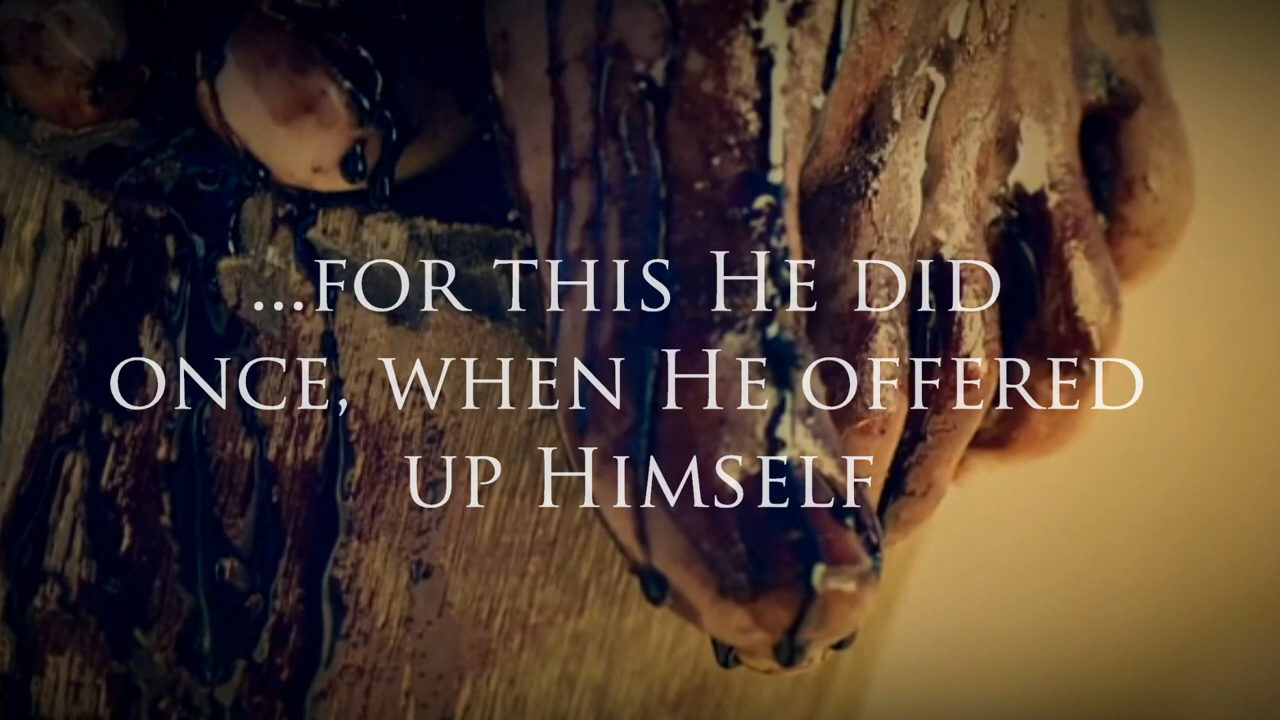 ...for this He did
once, when He offered
up Himself